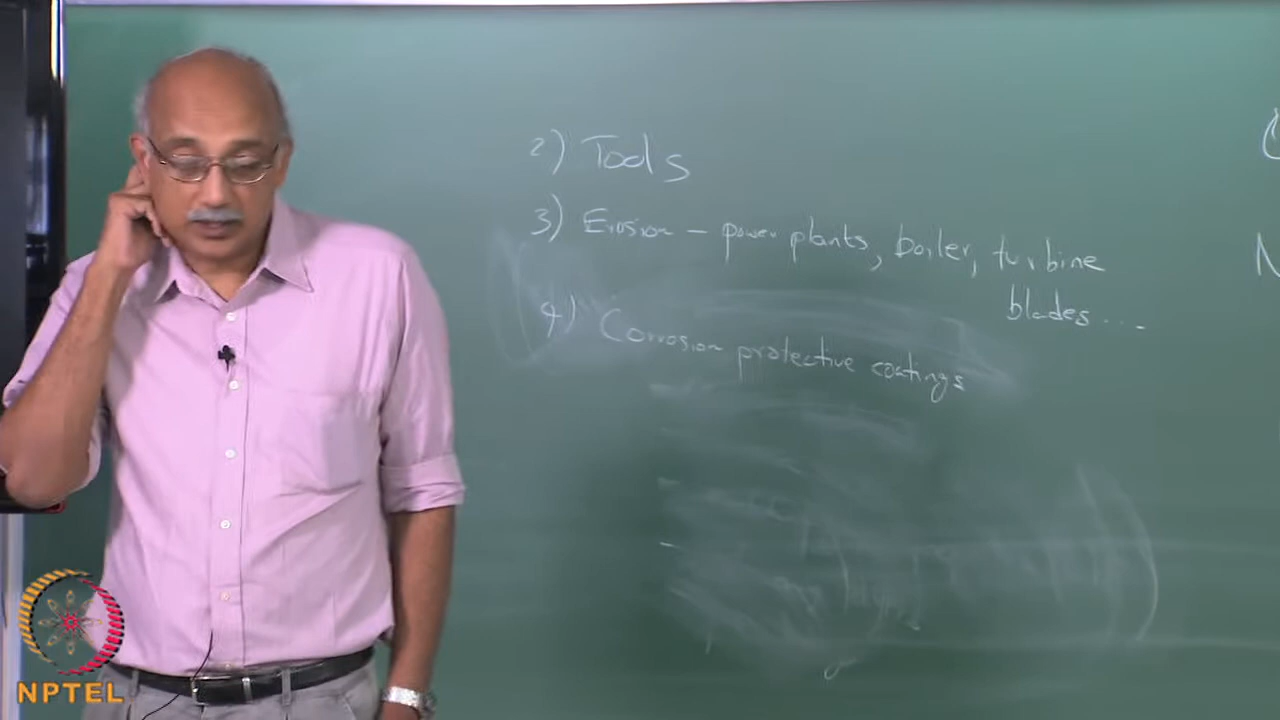 2) Tools
3) Erosion – power plants, boiler, turbine
blades...
4) Corrosion protective coatings
NPTEL